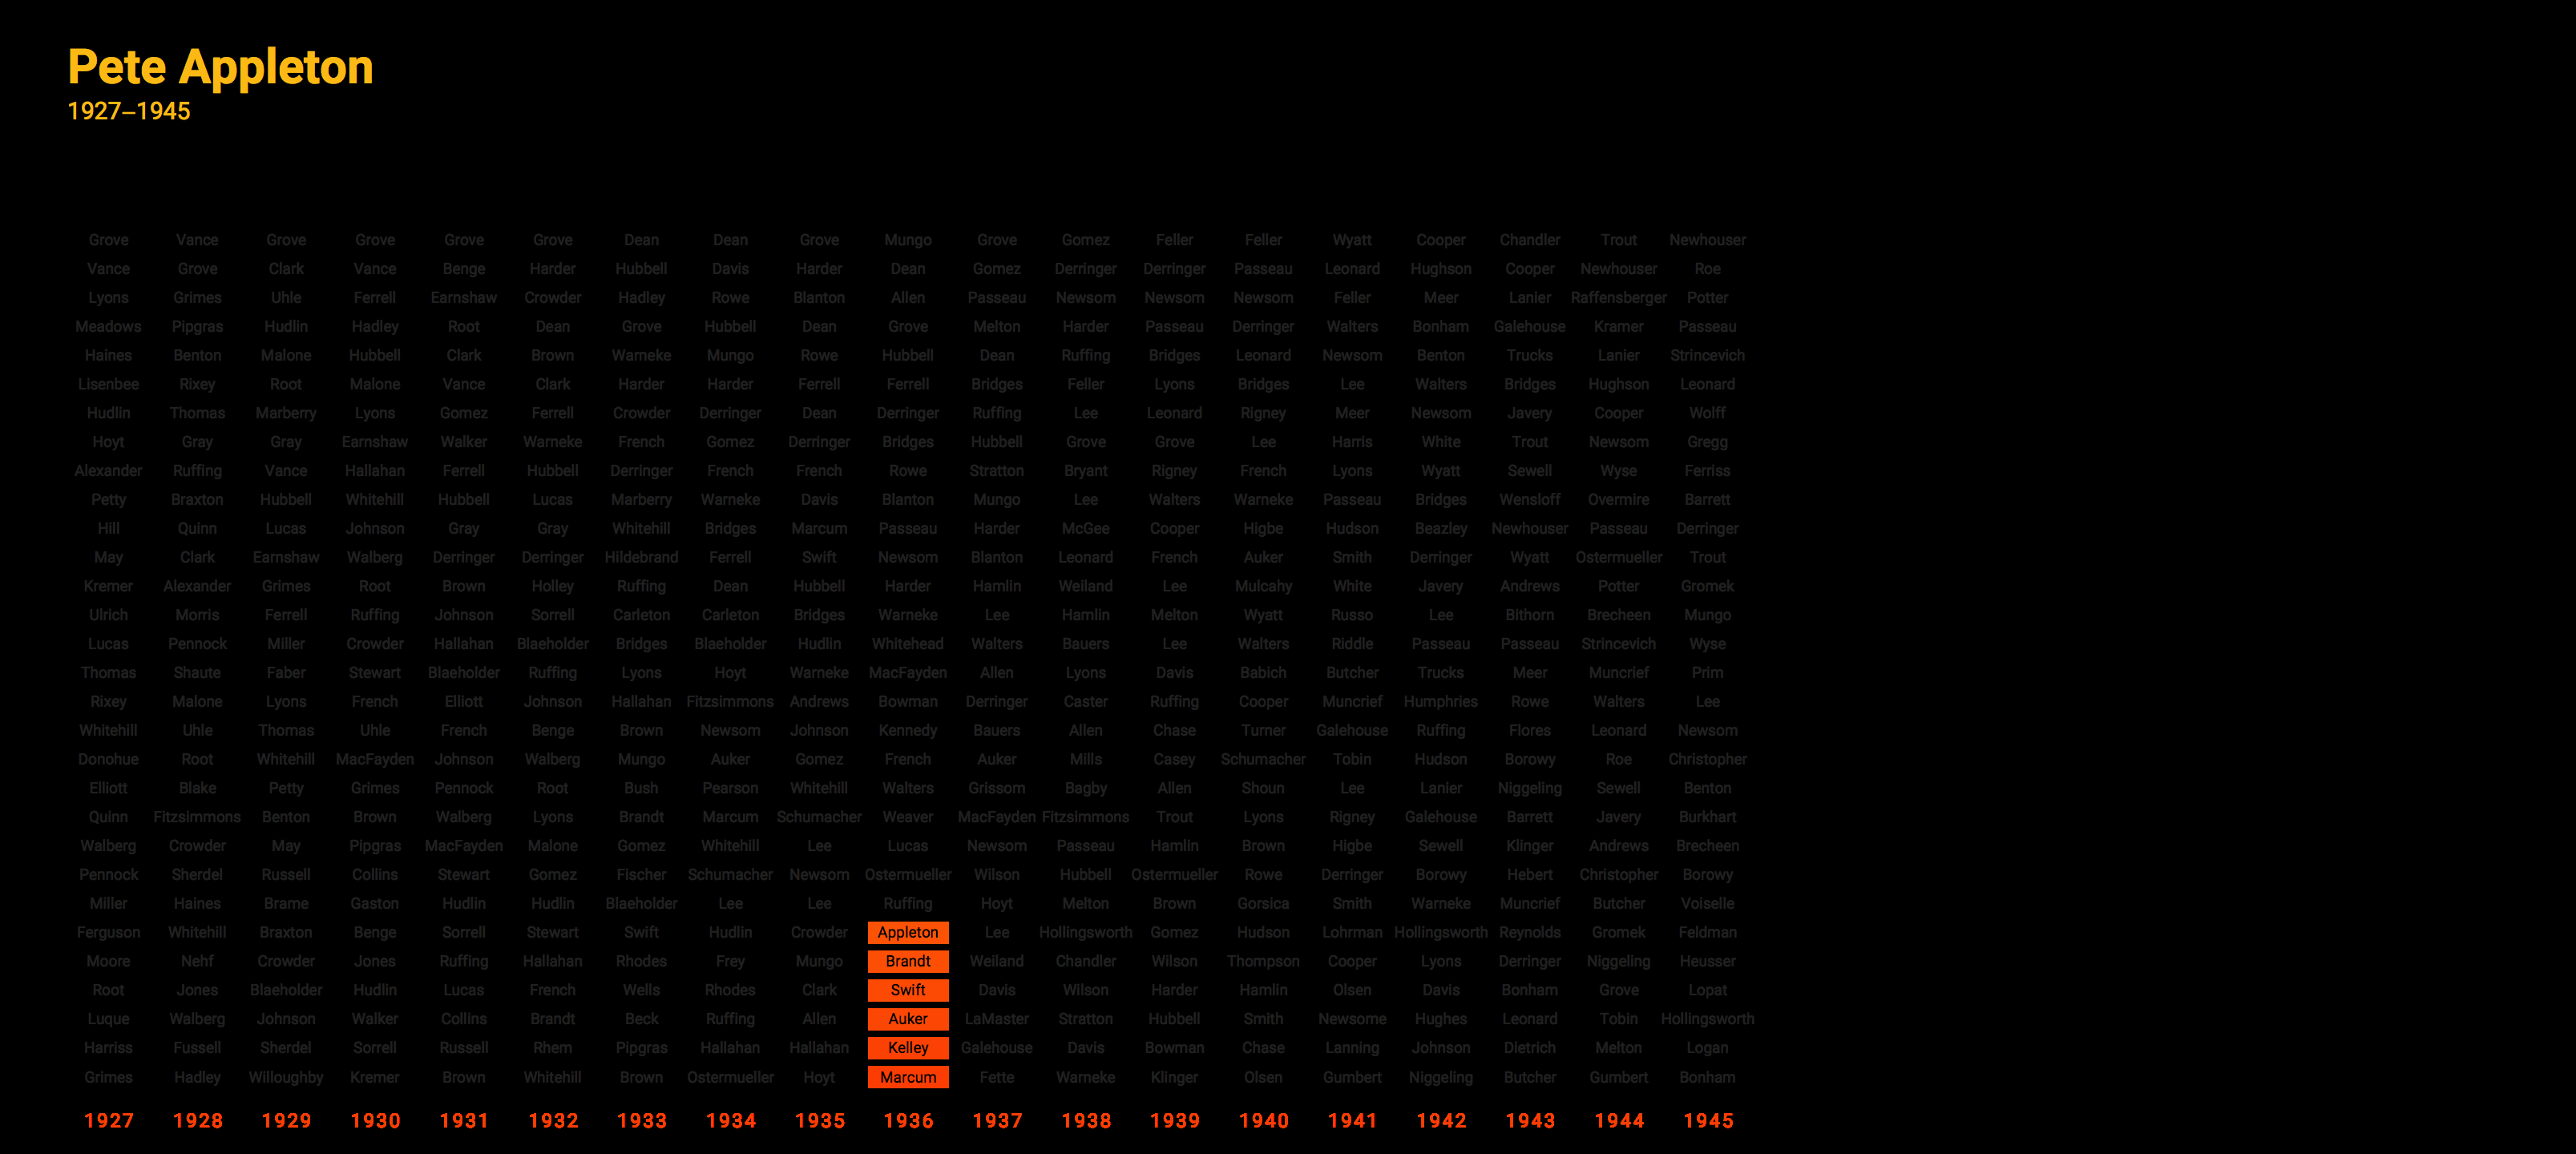 Pete Appleton
1927–1945
Grove Vance Grove Grove Grove Grove Dean Dean Grove Mungo Grove Gomez Feller Feller Wyatt Cooper Chandler Trout Newhouser
Vance Grove Clark Vance Benge Harder Hubbell Davis Harder Dean Gomez Derringer Derringer Passeau Leonard Hughson Cooper Newhouser Roe
Lyons Grimes Uhle Ferrell Earnshaw Crowder Hadley Rowe Blanton Allen Passeau Newsom Newsom Newsom Feller Meer Lanier Raffensberger Potter
Meadows Pipgras Hudlin Hadley Root Dean Grove Hubbell Dean Grove Melton Harder Passeau Derringer Walters Bonham Galehouse Kramer Passeau
Haines Benton Malone Hubbell Clark Brown Warneke Mungo Rowe Hubbell Dean Ruffing Bridges Leonard Newsom Benton Trucks Lanier Strincevich
Lisenbee Rixey Root Malone Vance Clark Harder Harder Ferrell Ferrell Bridges Feller Lyons Bridges Lee Walters Bridges Hughson Leonard
Hudlin Thomas Marberry Lyons Gomez Ferrell Crowder Derringer Dean Derringer Ruffing Lee Leonard Rigney Meer Newsom Javery Cooper Wolff
Hoyt Gray Gray Earnshaw Walker Warneke French Gomez Derringer Bridges Hubbell Grove Grove Lee Harris White Trout Newsom Gregg
Alexander Ruffing Vance Hallahan Ferrell Hubbell Derringer French French Rowe Stratton Bryant Rigney French Lyons Wyatt Sewell Wyse Ferriss
Petty Braxton Hubbell Whitehill Hubbell Lucas Marberry Warneke Davis Blanton Mungo Lee Walters Warneke Passeau Bridges Wensloff Overmire Barrett
Hill Quinn Lucas Johnson Gray Gray Whitehill Bridges Marcum Passeau Harder McGee Cooper Higbe Hudson Beazley Newhouser Passeau Derringer
May Clark Earnshaw Walberg Derringer Derringer Hildebrand Ferrell Swift Newsom Blanton Leonard French Auker Smith Derringer Wyatt Ostermueller Trout
Kremer Alexander Grimes Root Brown Holley Ruffing Dean Hubbell Harder Hamlin Weiland Lee Mulcahy White Javery Andrews Potter Gromek
Ulrich Morris Ferrell Ruffing Johnson Sorrell Carleton Carleton Bridges Warneke Lee Hamlin Melton Wyatt Russo Lee Bithorn Brecheen Mungo
Lucas Pennock Miller Crowder Hallahan Blaeholder Bridges Blaeholder Hudlin Whitehead Walters Bauers Lee Walters Riddle Passeau Passeau Strincevich Wyse
Thomas Shaute Faber Stewart Blaeholder Ruffing Lyons Hoyt Warneke MacFayden Allen Lyons Davis Babich Butcher Trucks Meer Muncrief Prim
Rixey Malone Lyons French Elliott Johnson Hallahan Fitzsimmons Andrews Bowman Derringer Caster Ruffing Cooper Muncrief Humphries Rowe Walters Lee
Whitehill Uhle Thomas Uhle French Benge Brown Newsom Johnson Kennedy Bauers Allen Chase Turner Galehouse Ruffing Flores Leonard Newsom
Donohue Root Whitehill MacFayden Johnson Walberg Mungo Auker Gomez French Auker Mills Casey Schumacher Tobin Hudson Borowy Roe Christopher
Elliott Blake Petty Grimes Pennock Root Bush Pearson Whitehill Walters Grissom Bagby Allen Shoun Lee Lanier Niggeling Sewell Benton
Quinn Fitzsimmons Benton Brown Walberg Lyons Brandt Marcum Schumacher Weaver MacFayden Fitzsimmons Trout Lyons Rigney Galehouse Barrett Javery Burkhart
Walberg Crowder May Pipgras MacFayden Malone Gomez Whitehill Lee Lucas Newsom Passeau Hamlin Brown Higbe Sewell Klinger Andrews Brecheen
Pennock Sherdel Russell Collins Stewart Gomez Fischer Schumacher Newsom Ostermueller Wilson Hubbell Ostermueller Rowe Derringer Borowy Hebert Christopher Borowy
Miller Haines Brame Gaston Hudlin Hudlin Blaeholder Lee Lee Ruffing Hoyt Melton Brown Gorsica Smith Warneke Muncrief Butcher Voiselle
Ferguson Whitehill Braxton Benge Sorrell Stewart Swift Hudlin Crowder Appleton Lee Hollingsworth Gomez Hudson Lohrman Hollingsworth Reynolds Gromek Feldman
Moore Nehf Crowder Jones Ruffing Hallahan Rhodes Frey Mungo Brandt Weiland Chandler Wilson Thompson Cooper Lyons Derringer Niggeling Heusser
Root Jones Blaeholder Hudlin Lucas French Wells Rhodes Clark Swift Davis Wilson Harder Hamlin Olsen Davis Bonham Grove Lopat
Luque Walberg Johnson Walker Collins Brandt Beck Ruffing Allen Auker LaMaster Stratton Hubbell Smith Newsome Hughes Leonard Tobin Hollingsworth
Harriss Fussell Sherdel Sorrell Russell Rhem Pipgras Hallahan Hallahan Kelley Galehouse Davis Bowman Chase Lanning Johnson Dietrich Melton Logan
Grimes Hadley Willoughby Kremer Brown Whitehill Brown Ostermueller Hoyt Marcum Fette Warneke Klinger Olsen Gumbert Niggeling Butcher Gumbert Bonham
1927 1928 1929 1930 1931 1932 1933 1934 1935 1936 1937 1938 1939 1940 1941 1942 1943 1944 1945